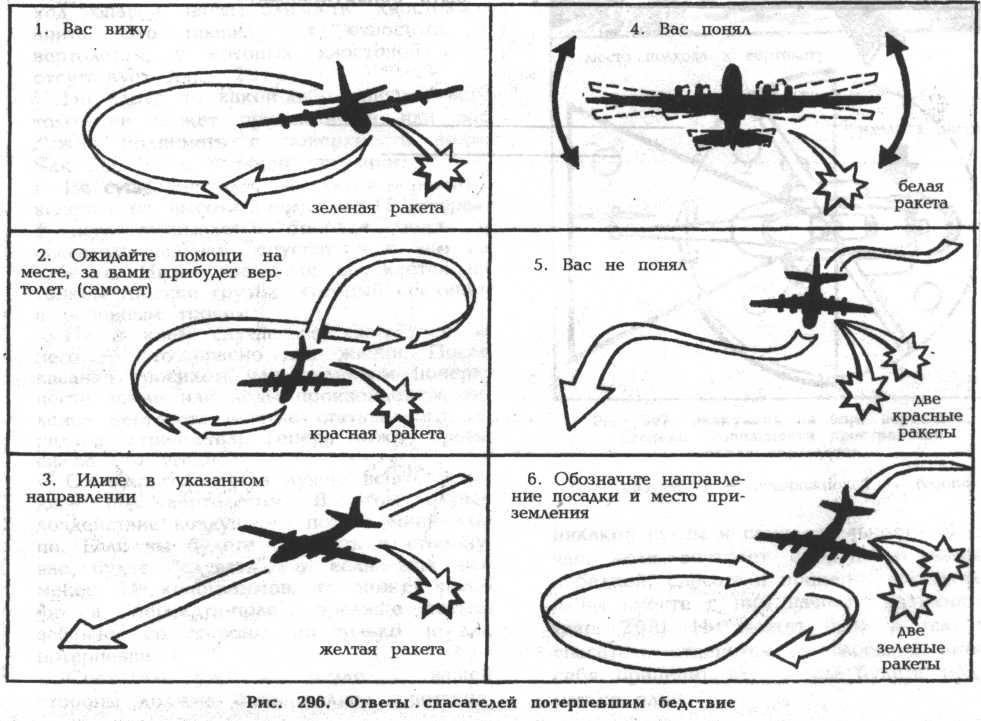 1. Вас вижу
зеленая ракета
4. Вас понял
белая
ракета
2. Ожидайте помощи на
месте, за вами прибудет вер-
толет (самолет)
красная ракета
5. Вас не понял
две
красные
ракеты
3. Идите в указанном
направлении
желтая ракета
6. Обозначьте направле-
ние посадки и место при-
земления
две
зеленые
ракеты
Рис. 296. Ответы спасателей потерпевшим бедствие